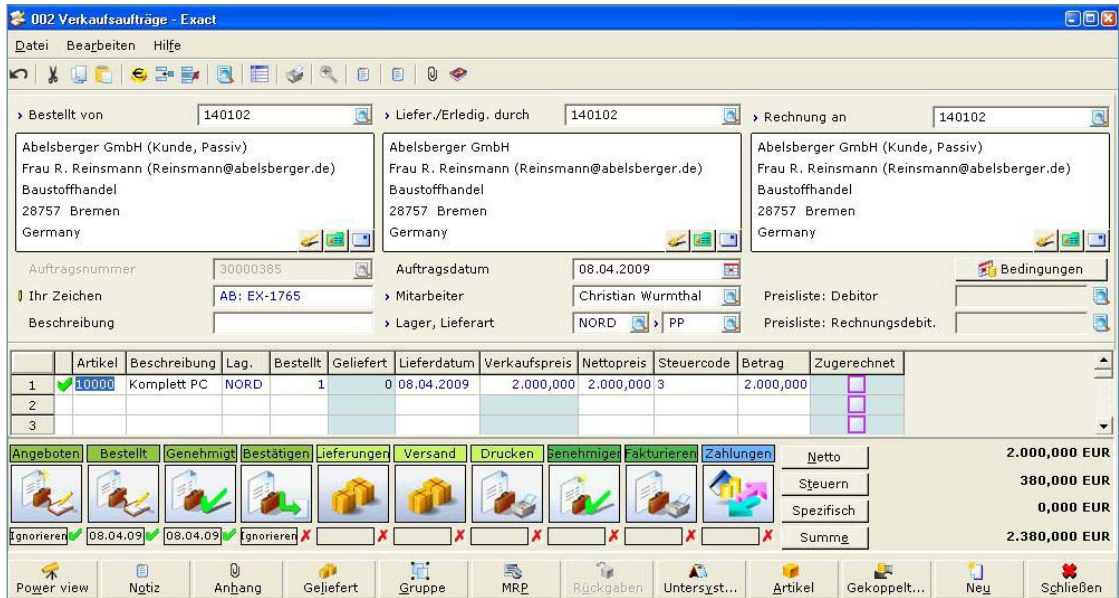 002 Verkaufsaufträge - Exact
Datei Bearbeiten Hilfe
Bestellt von 140102 Liefer./Erledig. durch 140102 Rechnung an 140102
Abelsberger GmbH (Kunde, Passiv) Abelsberger GmbH Abelsberger GmbH (Kunde, Passiv)
Frau R. Reinsmann (Reinsmann@abelsberger.de) Frau R. Reinsmann (Reinsmann@abelsberger.de) Frau R. Reinsmann (Reinsmann@abelsberger.de)
Baustoffhandel Baustoffhandel Baustoffhandel
28757 Bremen 28757 Bremen 28757 Bremen
Germany Germany Germany
Auftragsnummer 30000385 Auftragsdatum 08.04.2009 Bedingungen
Ihr Zeichen AB: EX-1765 Mitarbeiter Christian Wurmthal Preisliste: Debitor
Beschreibung Lager, Lieferart NORD PP Preisliste: Rechnungsdebit.
Artikel Beschreibung Lag. Bestellt Geliefert Lieferdatum Verkaufspreis Nettopreis Steuercode Betrag Zugerechnet
1 10000 Komplett PC NORD 1 0 08.04.2009 2.000,000 2.000,000 3 2.000,000
2
3
Angeboten Bestellt Genehmigt Bestätigen Lieferungen Versand Drucken Genehmigen Fakturieren Zahlungen Netto 2.000,000 EUR
Steuern 380,000 EUR
Spezifisch 0,000 EUR
Ignorieren 08.04.09 08.04.09 Ignorieren Summe 2.380,000 EUR
Power view Notiz Anhang Geliefert Gruppe MRP Rückgaben Untersyst... Artikel Gekoppelt... Neu Schließen